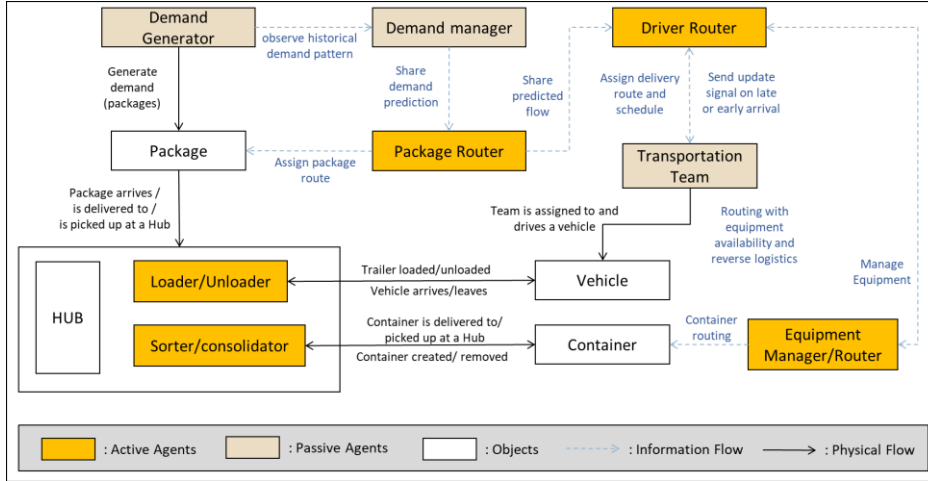 Demand
Generator
observe historical
demand pattern
Demand manager
Driver Router
Generate
demand
(packages)
Share
demand
prediction
Share
predicted
flow
Assign delivery
route and
schedule
Send update
signal on late
or early arrival
Package
Assign package
route
Package Router
Transportation
Team
Package arrives /
is delivered to /
is picked up at a Hub
Team is assigned to and
drives a vehicle
Routing with
equipment
availability and
reverse logistics
Manage
Equipment
HUB
Loader/Unloader
Trailer loaded/unloaded
Vehicle arrives/leaves
Vehicle
Sorter/consolidator
Container is delivered to/
picked up at a Hub
Container created/ removed
Container
Container
routing
Equipment
Manager/Router
: Active Agents
: Passive Agents
: Objects
: Information Flow
: Physical Flow